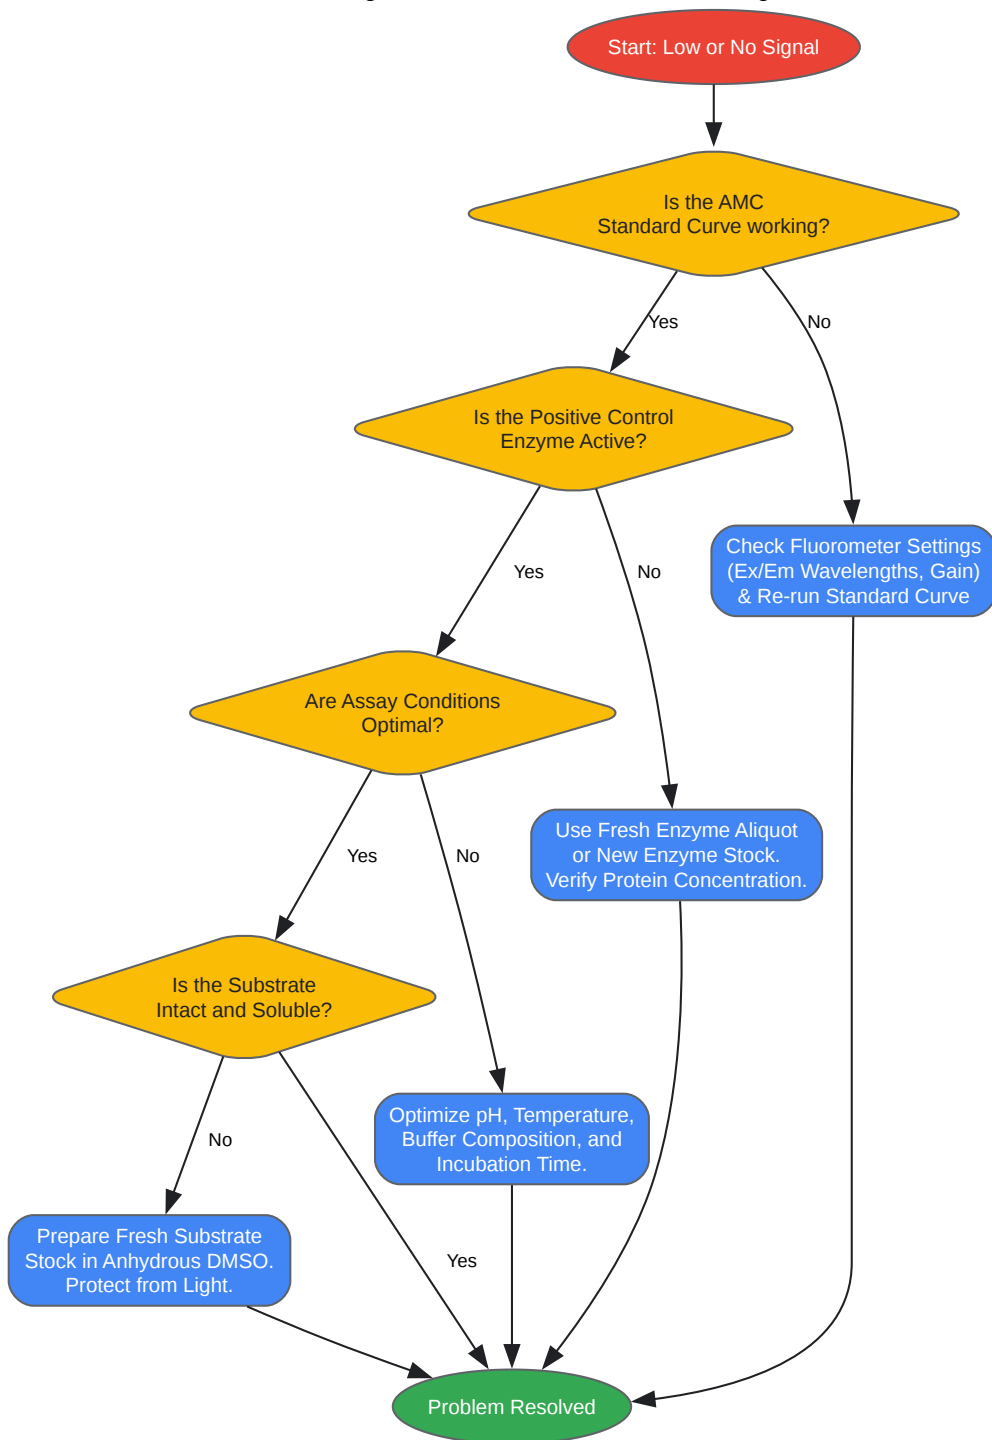 Start: Low or No Signal
Is the AMC
Standard Curve working?
Yes
No
Is the Positive Control
Enzyme Active?
Yes
No
Check Fluorometer Settings
(Ex/Em Wavelengths, Gain)
& Re-run Standard Curve
Are Assay Conditions
Optimal?
Yes
No
Use Fresh Enzyme Aliquot
or New Enzyme Stock.
Verify Protein Concentration.
Is the Substrate
Intact and Soluble?
No
Yes
Optimize pH, Temperature,
Buffer Composition, and
Incubation Time.
Prepare Fresh Substrate
Stock in Anhydrous DMSO.
Protect from Light.
Problem Resolved